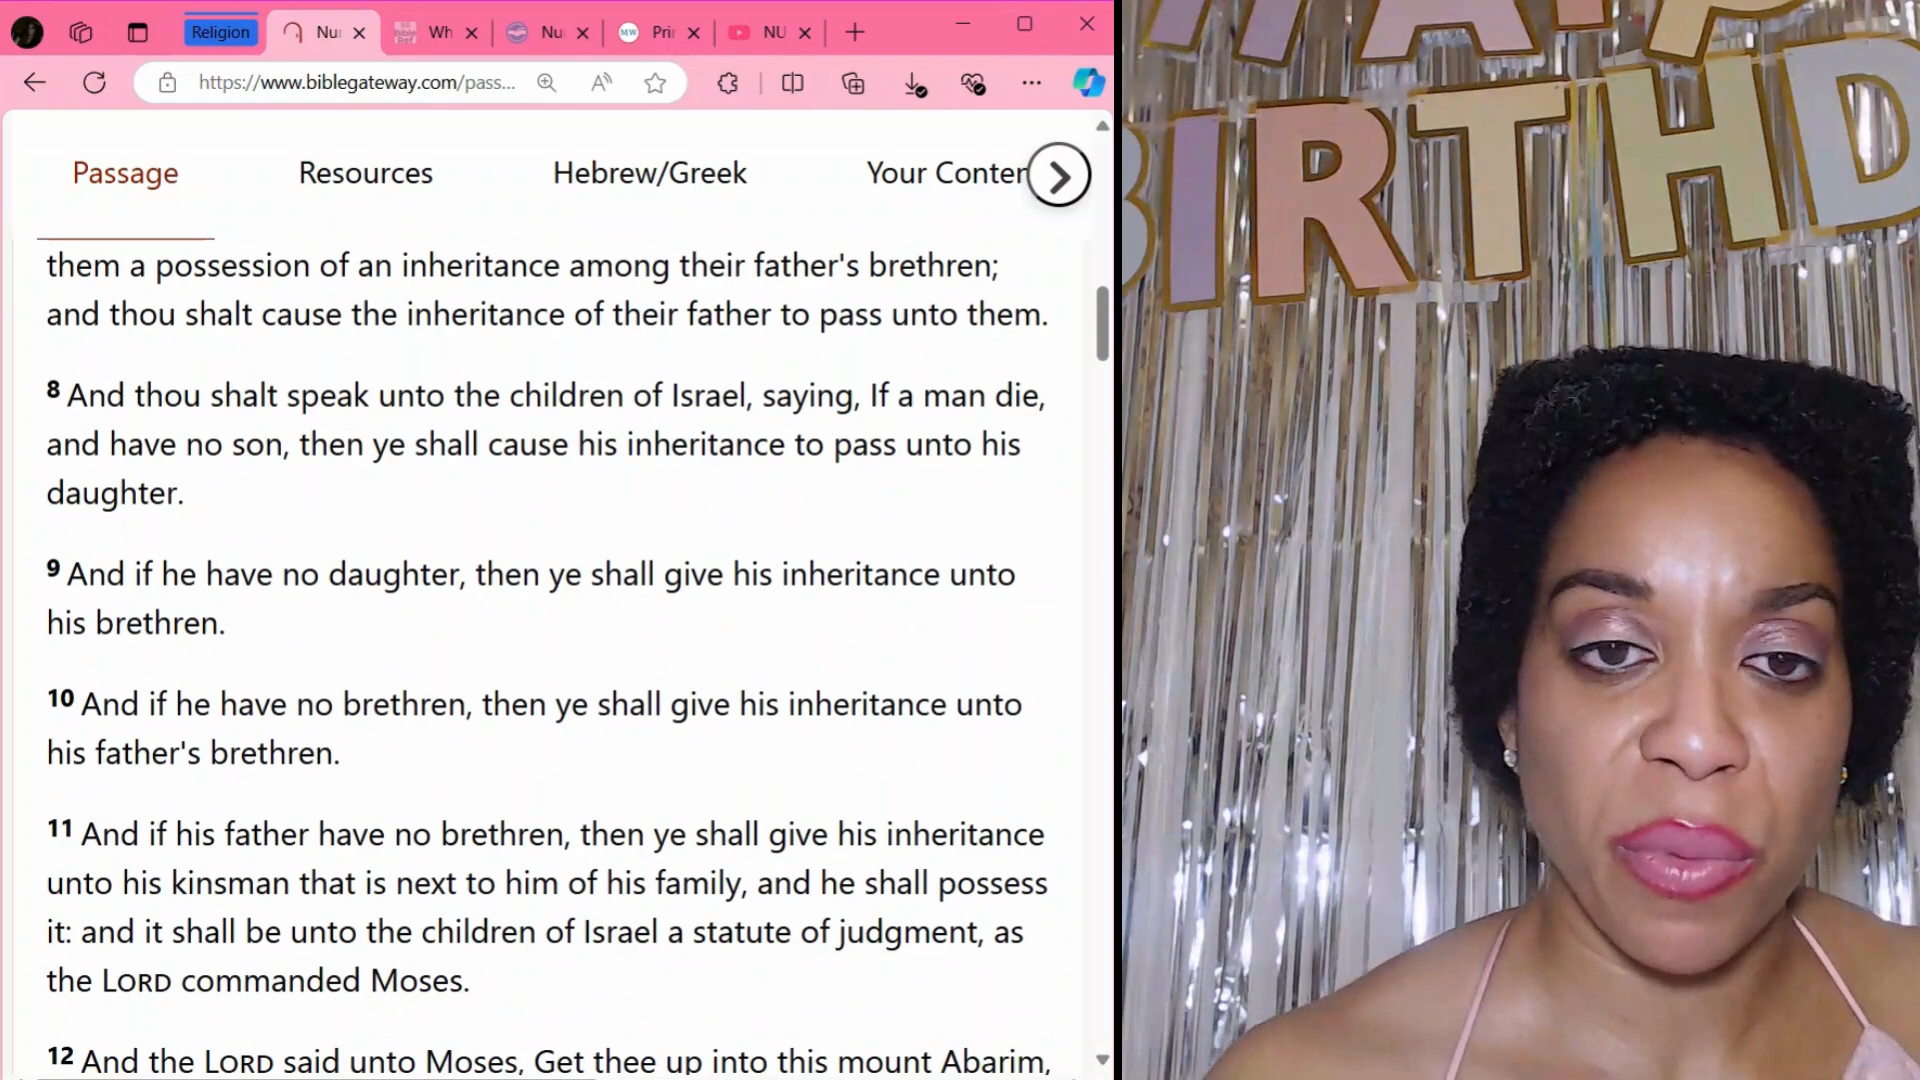 Religion
Nu
Wh
Nu
MW
Pri
NU
https://www.biblegateway.com/pass...
Passage
Resources
Hebrew/Greek
Your Conter
them a possession of an inheritance among their father's brethren;
and thou shalt cause the inheritance of their father to pass unto them.
8 And thou shalt speak unto the children of Israel, saying, If a man die,
and have no son, then ye shall cause his inheritance to pass unto his
daughter.
9 And if he have no daughter, then ye shall give his inheritance unto
his brethren.
10 And if he have no brethren, then ye shall give his inheritance unto
his father's brethren.
11 And if his father have no brethren, then ye shall give his inheritance
unto his kinsman that is next to him of his family, and he shall possess
it: and it shall be unto the children of Israel a statute of judgment, as
the LORD commanded Moses.
12 And the LORD said unto Moses, Get thee up into this mount Abarim,
HAPP
BIRTHD